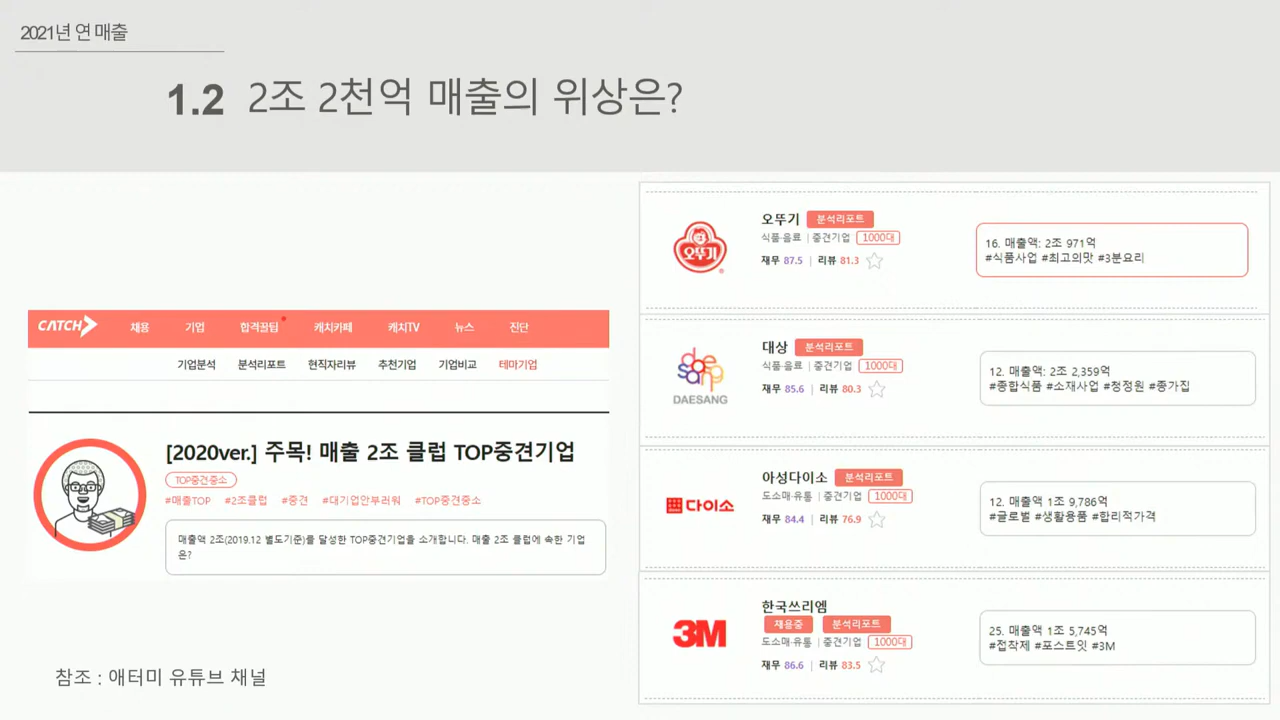 2021년 연 매출
1.2 2조 2천억 매출의 위상은?
CATCH 채용 기업 합격꿀팁 캐치카페 캐치TV 뉴스 진단
기업분석 분석리포트 현직자리뷰 추천기업 기업비교 테마기업
[2020ver.] 주목! 매출 2조 클럽 TOP중견기업
TOP중견·중소
#매출TOP #2조클럽 #중견 #대기업안부러워 #TOP중견중소
매출액 2조(2019.12 별도기준)를 달성한 TOP중견기업을 소개합니다. 매출 2조 클럽에 속한 기업
은?
참조 : 애터미 유튜브 채널
오뚜기
오뚜기 분석리포트
식품·음료 | 중견기업 1000대
재무 87.5 | 리뷰 81.3
16. 매출액: 2조 971억
#식품사업 #최고의맛 #3분요리
daesang
DAESANG
대상 분석리포트
식품·음료 | 중견기업 1000대
재무 85.6 | 리뷰 80.3
12. 매출액: 2조 2,359억
#종합식품 #소재사업 #청정원 #종가집
다이소
아성다이소 분석리포트
도소매·유통 | 중견기업 1000대
재무 84.4 | 리뷰 76.9
12. 매출액 1조 9,786억
#글로벌 #생활용품 #합리적가격
3M
한국쓰리엠
채용중 분석리포트
도소매·유통 | 중견기업 1000대
재무 86.6 | 리뷰 83.5
25. 매출액 1조 5,745억
#접착제 #포스트잇 #3M